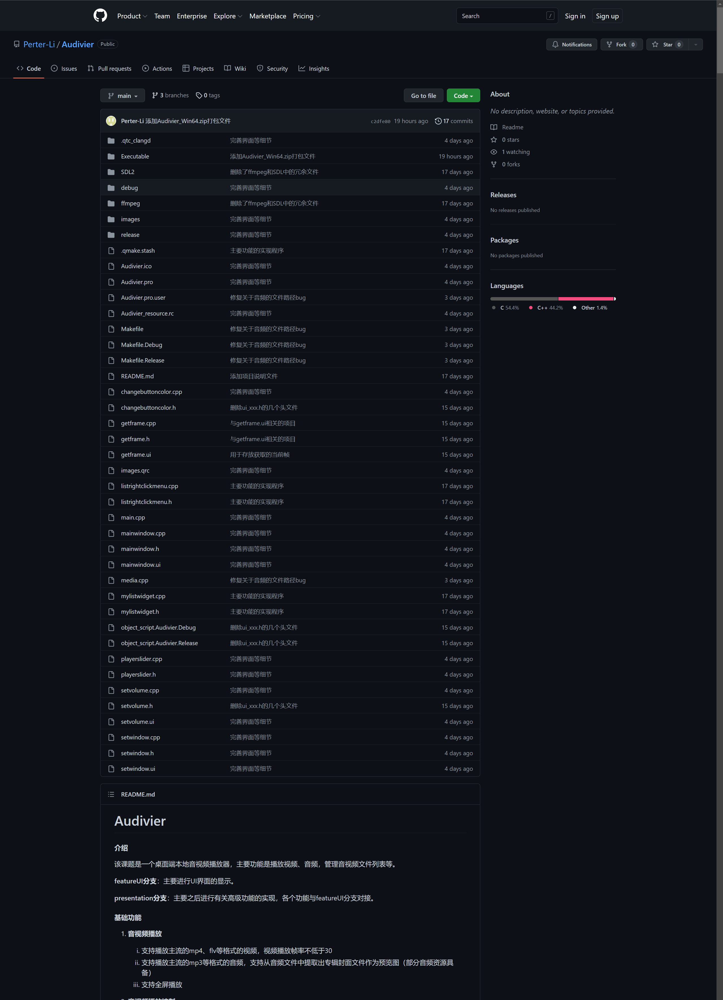 Product Team Enterprise Explore Marketplace Pricing Search / Sign in Sign up
Perter-Li / Audivier Public Notifications Fork 0 Star 0
Code Issues Pull requests Actions Projects Wiki Security Insights
main 3 branches 0 tags Go to file Code
Perter-Li 添加Audivier_Win64.zip打包文件 c2dfe80 19 hours ago 17 commits
.qtc_clangd 完善界面等细节 4 days ago
Executable 添加Audivier_Win64.zip打包文件 19 hours ago
SDL2 删除了ffmpeg和SDL中的冗余文件 17 days ago
debug 完善界面等细节 4 days ago
ffmpeg 删除了ffmpeg和SDL中的冗余文件 17 days ago
images 完善界面等细节 4 days ago
release 完善界面等细节 4 days ago
.qmake.stash 主要功能的实现程序 17 days ago
Audivier.ico 完善界面等细节 4 days ago
Audivier.pro 完善界面等细节 4 days ago
Audivier.pro.user 修复关于音频的文件路径bug 3 days ago
Audivier_resource.rc 完善界面等细节 4 days ago
Makefile 修复关于音频的文件路径bug 3 days ago
Makefile.Debug 修复关于音频的文件路径bug 3 days ago
Makefile.Release 修复关于音频的文件路径bug 3 days ago
README.md 添加项目说明文件 17 days ago
changebuttoncolor.cpp 完善界面等细节 4 days ago
changebuttoncolor.h 删除ui_xxx.h的几个头文件 15 days ago
getframe.cpp 与getframe.ui相关的项目 15 days ago
getframe.h 与getframe.ui相关的项目 15 days ago
getframe.ui 用于存放获取的当前帧 15 days ago
images.qrc 完善界面等细节 4 days ago
listrightclickmenu.cpp 主要功能的实现程序 17 days ago
listrightclickmenu.h 主要功能的实现程序 17 days ago
main.cpp 完善界面等细节 4 days ago
mainwindow.cpp 完善界面等细节 4 days ago
mainwindow.h 完善界面等细节 4 days ago
mainwindow.ui 完善界面等细节 4 days ago
media.cpp 修复关于音频的文件路径bug 3 days ago
mylistwidget.cpp 主要功能的实现程序 17 days ago
mylistwidget.h 主要功能的实现程序 17 days ago
object_script.Audivier.Debug 删除ui_xxx.h的几个头文件 15 days ago
object_script.Audivier.Release 删除ui_xxx.h的几个头文件 15 days ago
playerslider.cpp 完善界面等细节 4 days ago
playerslider.h 完善界面等细节 4 days ago
setvolume.cpp 完善界面等细节 4 days ago
setvolume.h 删除ui_xxx.h的几个头文件 15 days ago
setvolume.ui 完善界面等细节 4 days ago
setwindow.cpp 完善界面等细节 4 days ago
setwindow.h 完善界面等细节 4 days ago
setwindow.ui 完善界面等细节 4 days ago
README.md
Audivier
介绍
该课题是一个桌面端本地音视频播放器，主要功能是播放视频、音频，管理音视频文件列表等。
featureUI分支：主要进行UI界面的显示。
presentation分支：主要之后进行有关高级功能的实现，各个功能与featureUI分支对接。
基础功能
1. 音视频播放
i. 支持播放主流的mp4、flv等格式的视频，视频播放帧率不低于30
ii. 支持播放主流的mp3等格式的音频，支持从音频文件中提取出专辑封面文件作为预览图（部分音频资源具
备）
iii. 支持全屏播放
2. 音视频播放控制
About
No description, website, or topics provided.
Readme
0 stars
1 watching
0 forks
Releases
No releases published
Packages
No packages published
Languages
C 54.4% C++ 44.2% Other 1.4%